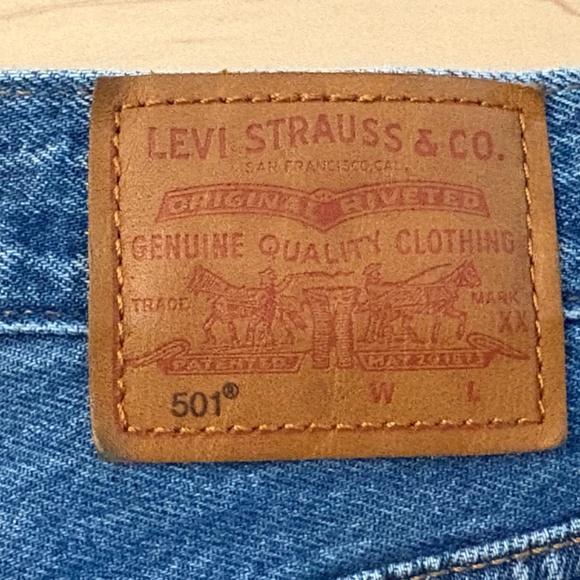 LEVI STRAUSS & CO.
SAN FRANCISCO, CAL.
ORIGINAL RIVETED
GENUINE QUALITY CLOTHING
TRADE MARK
XX
PATENTED MAY 20 1873
501® W L